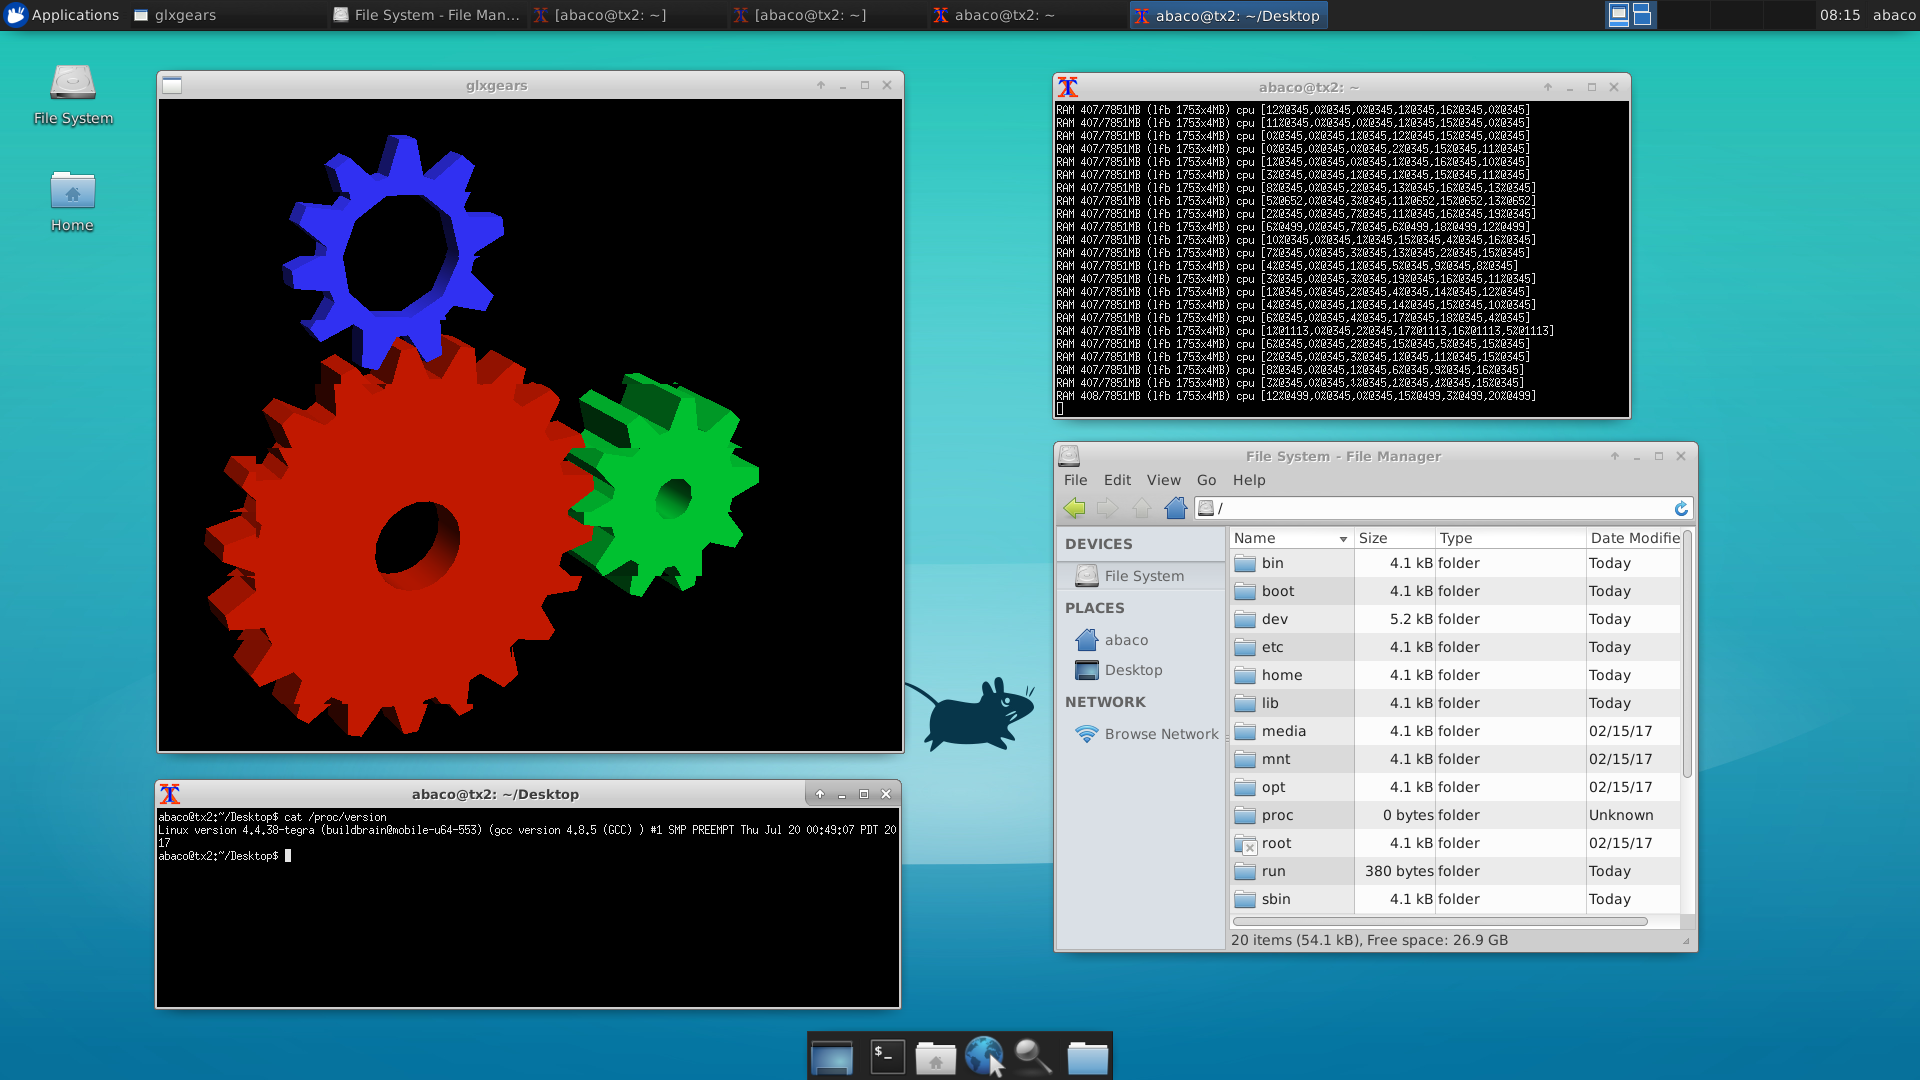 Applications
glxgears
File System - File Man...
[abaco@tx2: ~]
[abaco@tx2: ~]
abaco@tx2: ~
abaco@tx2: ~/Desktop
08:15
abaco
File System
Home
glxgears
abaco@tx2: ~
RAM 407/7851MB (lfb 1753x4MB) cpu [12%@345,0%@345,0%@345,1%@345,16%@345,0%@345]
RAM 407/7851MB (lfb 1753x4MB) cpu [11%@345,0%@345,0%@345,1%@345,15%@345,0%@345]
RAM 407/7851MB (lfb 1753x4MB) cpu [0%@345,0%@345,1%@345,12%@345,15%@345,0%@345]
RAM 407/7851MB (lfb 1753x4MB) cpu [0%@345,0%@345,0%@345,2%@345,15%@345,11%@345]
RAM 407/7851MB (lfb 1753x4MB) cpu [1%@345,0%@345,0%@345,1%@345,16%@345,10%@345]
RAM 407/7851MB (lfb 1753x4MB) cpu [3%@345,0%@345,1%@345,1%@345,15%@345,11%@345]
RAM 407/7851MB (lfb 1753x4MB) cpu [8%@345,0%@345,2%@345,13%@345,16%@345,13%@345]
RAM 407/7851MB (lfb 1753x4MB) cpu [5%@652,0%@345,3%@345,11%@652,15%@652,13%@652]
RAM 407/7851MB (lfb 1753x4MB) cpu [2%@345,0%@345,7%@345,11%@345,16%@345,19%@345]
RAM 407/7851MB (lfb 1753x4MB) cpu [6%@499,0%@345,7%@345,6%@499,18%@499,12%@499]
RAM 407/7851MB (lfb 1753x4MB) cpu [10%@345,0%@345,1%@345,15%@345,4%@345,16%@345]
RAM 407/7851MB (lfb 1753x4MB) cpu [7%@345,0%@345,3%@345,13%@345,2%@345,15%@345]
RAM 407/7851MB (lfb 1753x4MB) cpu [4%@345,0%@345,1%@345,5%@345,9%@345,8%@345]
RAM 407/7851MB (lfb 1753x4MB) cpu [3%@345,0%@345,3%@345,19%@345,16%@345,11%@345]
RAM 407/7851MB (lfb 1753x4MB) cpu [1%@345,0%@345,2%@345,4%@345,14%@345,12%@345]
RAM 407/7851MB (lfb 1753x4MB) cpu [4%@345,0%@345,1%@345,14%@345,15%@345,10%@345]
RAM 407/7851MB (lfb 1753x4MB) cpu [6%@345,0%@345,4%@345,17%@345,18%@345,4%@345]
RAM 407/7851MB (lfb 1753x4MB) cpu [1%@1113,0%@345,2%@345,17%@1113,16%@1113,5%@1113]
RAM 407/7851MB (lfb 1753x4MB) cpu [6%@345,0%@345,2%@345,15%@345,5%@345,15%@345]
RAM 407/7851MB (lfb 1753x4MB) cpu [2%@345,0%@345,3%@345,1%@345,11%@345,15%@345]
RAM 407/7851MB (lfb 1753x4MB) cpu [8%@345,0%@345,1%@345,6%@345,9%@345,16%@345]
RAM 407/7851MB (lfb 1753x4MB) cpu [3%@345,0%@345,1%@345,1%@345,4%@345,15%@345]
RAM 408/7851MB (lfb 1753x4MB) cpu [12%@499,0%@345,0%@345,15%@499,3%@499,20%@499]
File System - File Manager
File Edit View Go Help
/
DEVICES
File System
PLACES
abaco
Desktop
NETWORK
Browse Network
Name Size Type Date Modifie
bin 4.1 kB folder Today
boot 4.1 kB folder Today
dev 5.2 kB folder Today
etc 4.1 kB folder Today
home 4.1 kB folder Today
lib 4.1 kB folder Today
media 4.1 kB folder 02/15/17
mnt 4.1 kB folder 02/15/17
opt 4.1 kB folder 02/15/17
proc 0 bytes folder Unknown
root 4.1 kB folder 02/15/17
run 380 bytes folder Today
sbin 4.1 kB folder Today
20 items (54.1 kB), Free space: 26.9 GB
abaco@tx2: ~/Desktop
abaco@tx2:~/Desktop$ cat /proc/version
Linux version 4.4.38-tegra (buildbrain@mobile-u64-553) (gcc version 4.8.5 (GCC) ) #1 SMP PREEMPT Thu Jul 20 00:49:07 PDT 20
17
abaco@tx2:~/Desktop$
$_